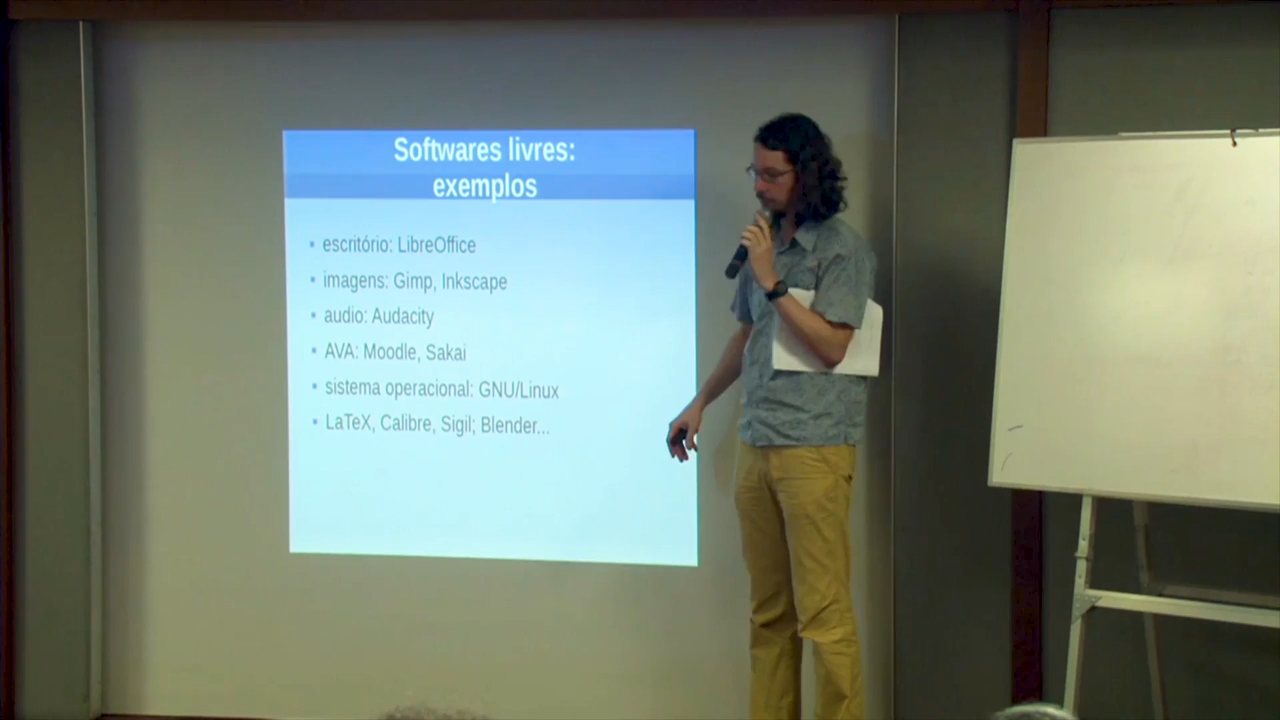 Softwares livres:
exemplos
escritório: LibreOffice
imagens: Gimp, Inkscape
audio: Audacity
AVA: Moodle, Sakai
sistema operacional: GNU/Linux
LaTeX, Calibre, Sigil; Blender...